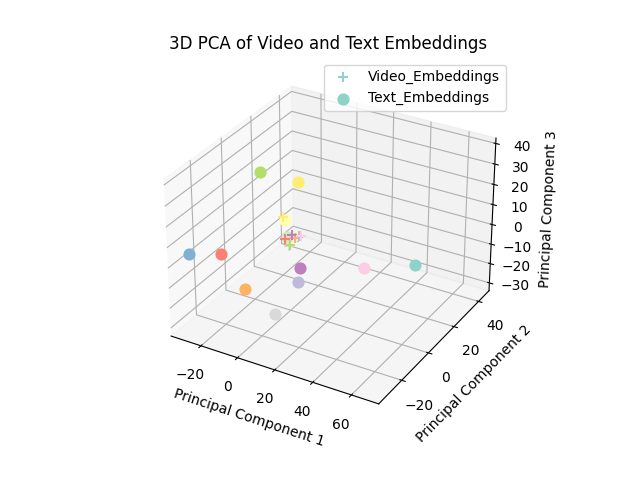 3D PCA of Video and Text Embeddings
Video_Embeddings
Text_Embeddings
40
30
20
10
0
−10
−20
−30
Principal Component 3
40
20
0
−20
Principal Component 2
−20
0
20
40
60
Principal Component 1